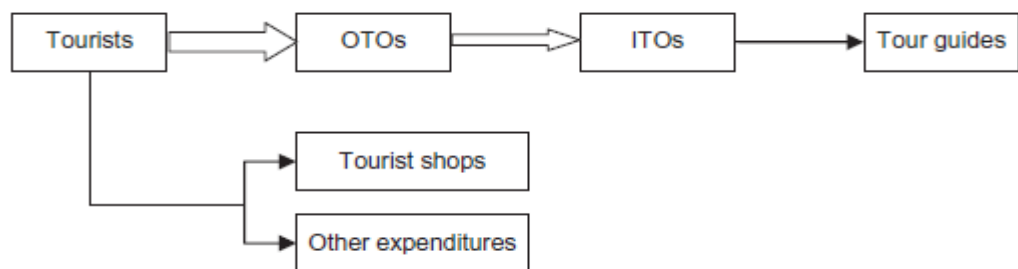 Tourists
OTOs
ITOs
Tour guides
Tourist shops
Other expenditures